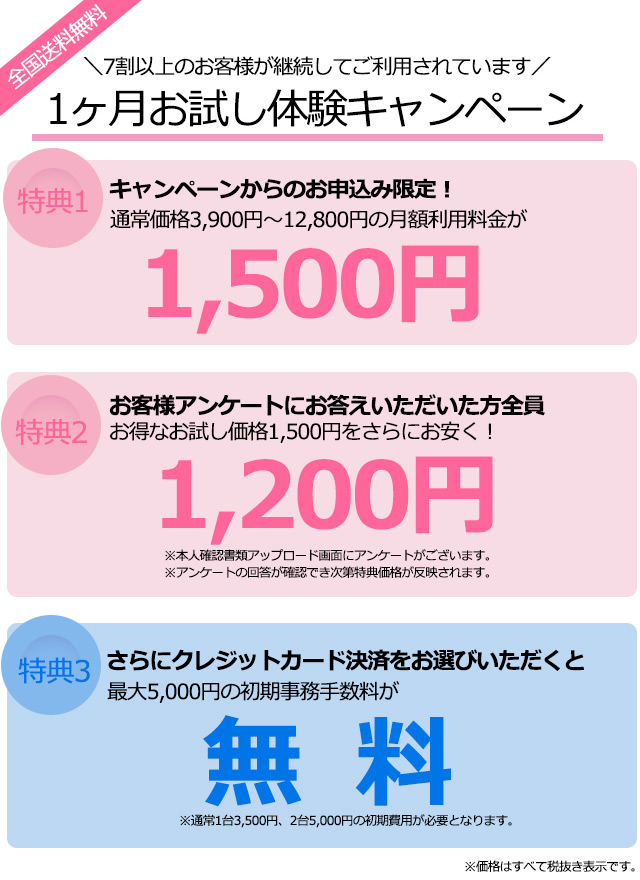 全国送料無料
＼7割以上のお客様が継続してご利用されています／
1ヶ月お試し体験キャンペーン
特典1
キャンペーンからのお申込み限定！
通常価格3,900円～12,800円の月額利用料金が
1,500円
特典2
お客様アンケートにお答えいただいた方全員
お得なお試し価格1,500円をさらにお安く！
1,200円
※本人確認書類アップロード画面にアンケートがございます。
※アンケートの回答が確認でき次第特典価格が反映されます。
特典3
さらにクレジットカード決済をお選びいただくと
最大5,000円の初期事務手数料が
無料
※通常1台3,500円、2台5,000円の初期費用が必要となります。
※価格はすべて税抜き表示です。